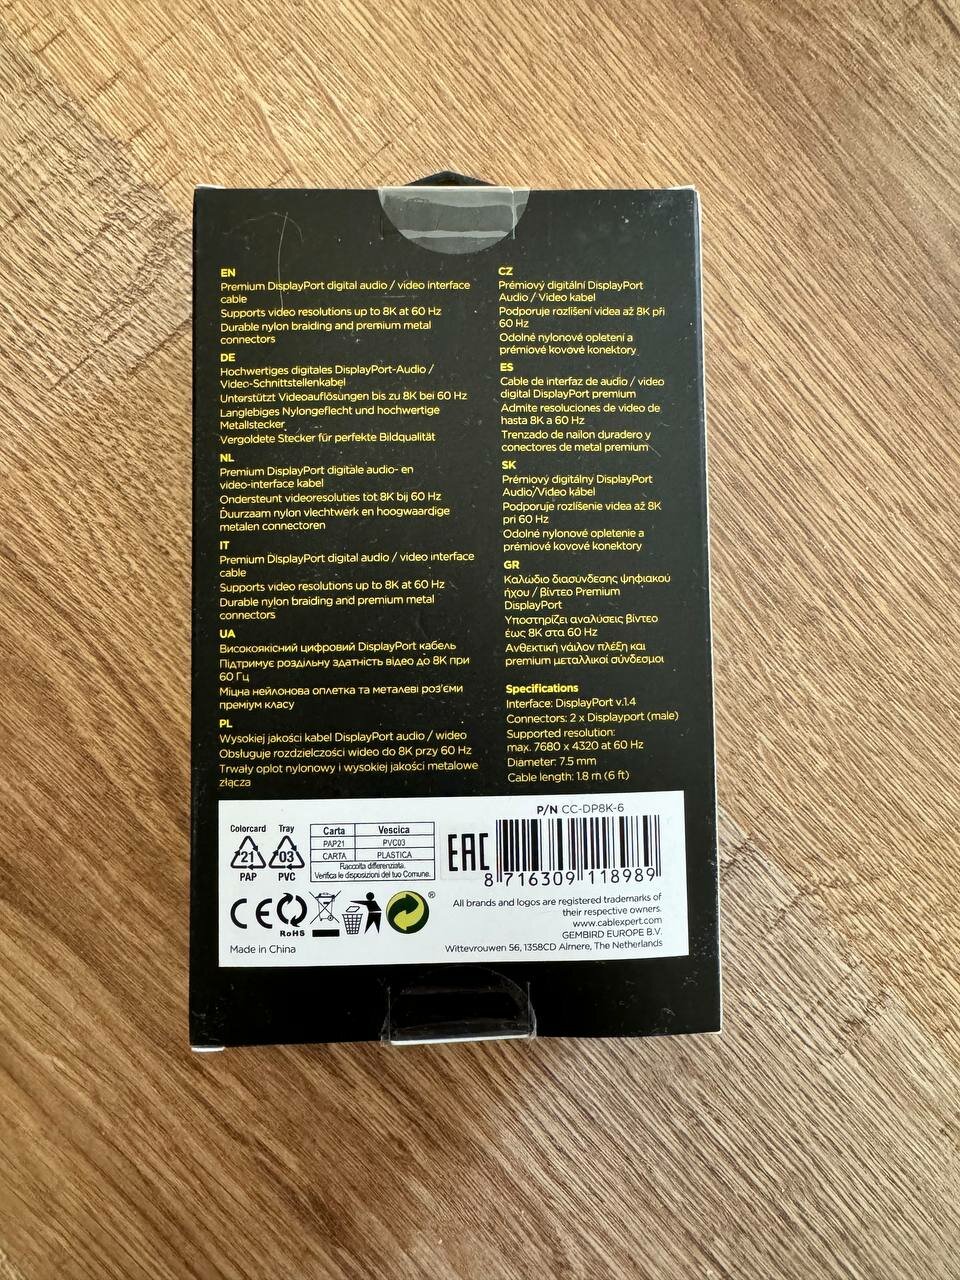 EN
Premium DisplayPort digital audio / video interface
cable
Supports video resolutions up to 8K at 60 Hz
Durable nylon braiding and premium metal
connectors
DE
Hochwertiges digitales DisplayPort-Audio /
Video-Schnittstellenkabel
Unterstützt Videoauflösungen bis zu 8K bei 60 Hz
Langlebiges Nylongeflecht und hochwertige
Metallstecker
Vergoldete Stecker für perfekte Bildqualität
NL
Premium DisplayPort digitale audio- en
video-interface kabel
Ondersteunt videoresoluties tot 8K bij 60 Hz
Duurzaam nylon vlechtwerk en hoogwaardige
metalen connectoren
IT
Premium DisplayPort digital audio / video interface
cable
Supports video resolutions up to 8K at 60 Hz
Durable nylon braiding and premium metal
connectors
UA
Високоякісний цифровий DisplayPort кабель
Підтримує роздільну здатність відео до 8K при
60 Гц
Міцна нейлонова оплетка та металеві роз'єми
преміум класу
PL
Wysokiej jakości kabel DisplayPort audio / wideo
Obsługuje rozdzielczości wideo do 8K przy 60 Hz
Trwały oplot nylonowy i wysokiej jakości metalowe
złącza
CZ
Prémiový digitální DisplayPort
Audio / Video kabel
Podporuje rozlišení videa až 8K při
60 Hz
Odolné nylonové opletení a
prémiové kovové konektory
ES
Cable de interfaz de audio / video
digital DisplayPort premium
Admite resoluciones de video de
hasta 8K a 60 Hz
Trenzado de nailon duradero y
conectores de metal premium
SK
Prémiový digitálny DisplayPort
Audio/Video kábel
Podporuje rozlíšenie videa až 8K
pri 60 Hz
Odolné nylonové opletenie a
prémiové kovové konektory
GR
Καλώδιο διασύνδεσης ψηφιακού
ήχου / βίντεο Premium
DisplayPort
Υποστηρίζει αναλύσεις βίντεο
έως 8K στα 60 Hz
Ανθεκτική νάιλον πλέξη και
premium μεταλλικοί σύνδεσμοι
Specifications
Interface: DisplayPort v.1.4
Connectors: 2 x Displayport (male)
Supported resolution:
max. 7680 x 4320 at 60 Hz
Diameter: 7.5 mm
Cable length: 1.8 m (6 ft)
P/N CC-DP8K-6
Colorcard Tray
21 03
PAP PVC
Carta Vescica
PAP21 PVC03
CARTA PLASTICA
Raccolta differenziata.
Verifica le disposizioni del tuo Comune.
EAC
8 716309 118989
CE
RoHS
®
Made in China
All brands and logos are registered trademarks of
their respective owners.
www.cablexpert.com
GEMBIRD EUROPE B.V.
Wittevrouwen 56, 1358CD Almere, The Netherlands